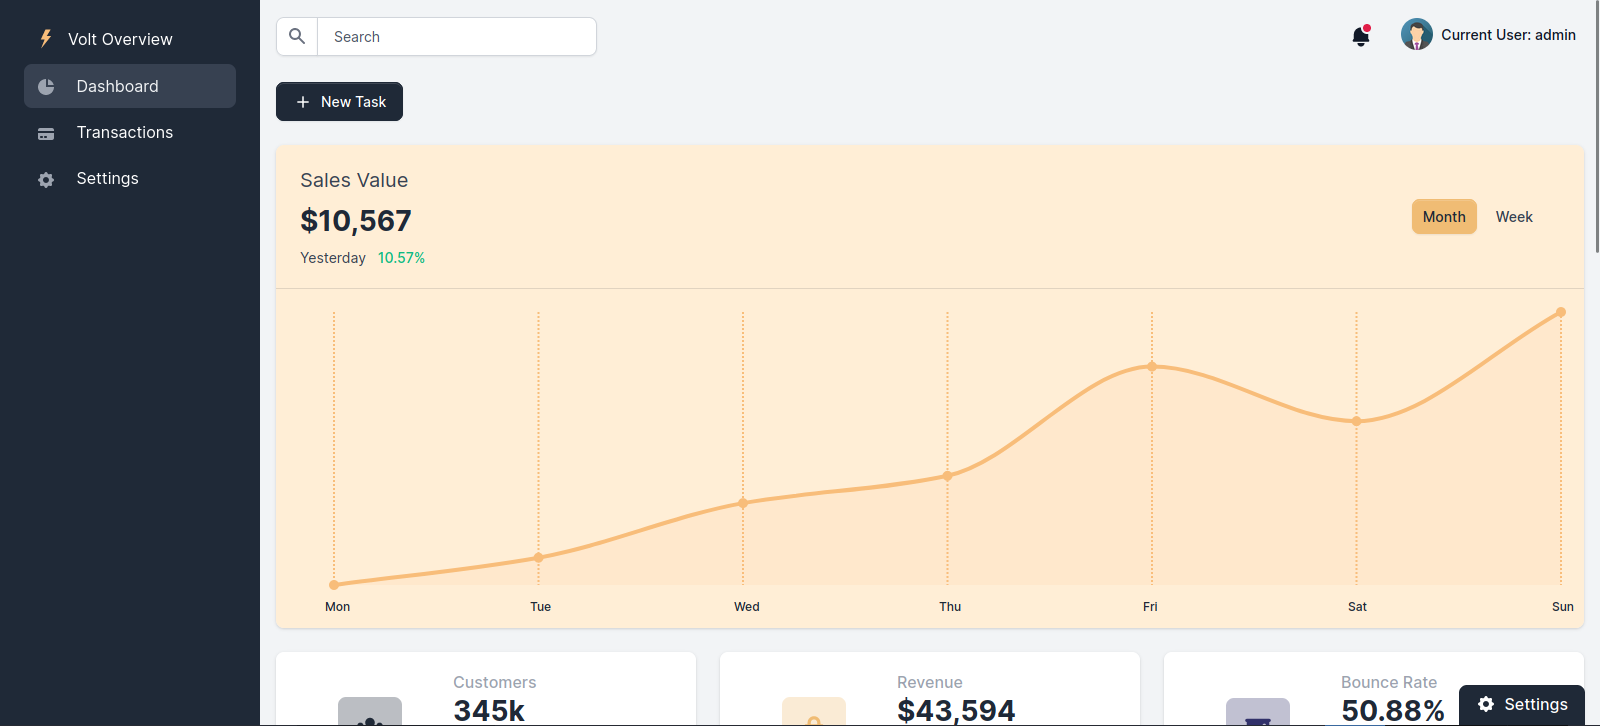 Volt Overview
Dashboard
Transactions
Settings
Search
Current User: admin
New Task
Sales Value
$10,567
Yesterday 10.57%
Month Week
Mon Tue Wed Thu Fri Sat Sun
Customers
345k
Revenue
$43,594
Bounce Rate
50.88%
Settings